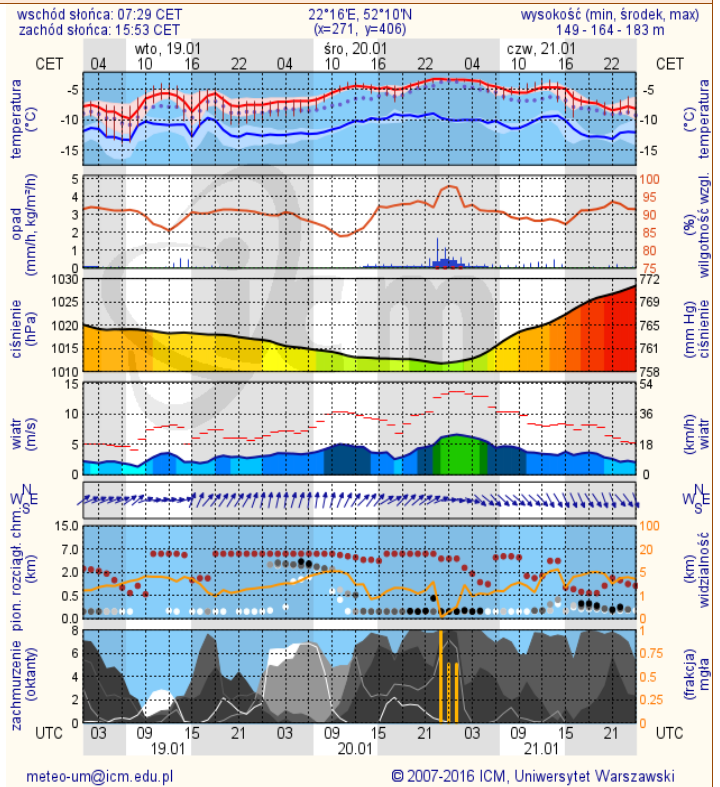 wschód słońca: 07:29 CET 22°16'E, 52°10'N wysokość (min, środek, max)
zachód słońca: 15:53 CET (x=271, y=406) 149 - 164 - 183 m
wto, 19.01 śro, 20.01 czw, 21.01
CET 04 10 16 22 04 10 16 22 04 10 16 22 CET
temperatura (°C) -5 -10 -15 -5 -10 -15 (°C) temperatura
opad (mm/h, kg/m²/h) 5 4 3 2 1 0 100 95 90 85 80 75 (%) wilgotność wzgl.
ciśnienie (hPa) 1030 1025 1020 1015 1010 772 769 765 761 758 (mm Hg) ciśnienie
wiatr (m/s) 15 10 5 0 54 36 18 0 (km/h) wiatr
N W E S N W E S
pion. rozciągł. chm. (km) 15.0 7.0 2.0 0.5 0.0 100 20 5 1 0 (km) widzialność
zachmurzenie (oktanty) 8 6 4 2 0 1 0.75 0.5 0.25 0 (frakcja) mgła
UTC 03 09 15 21 03 09 15 21 03 09 15 21 UTC
19.01 20.01 21.01
icm
meteo-um@icm.edu.pl © 2007-2016 ICM, Uniwersytet Warszawski